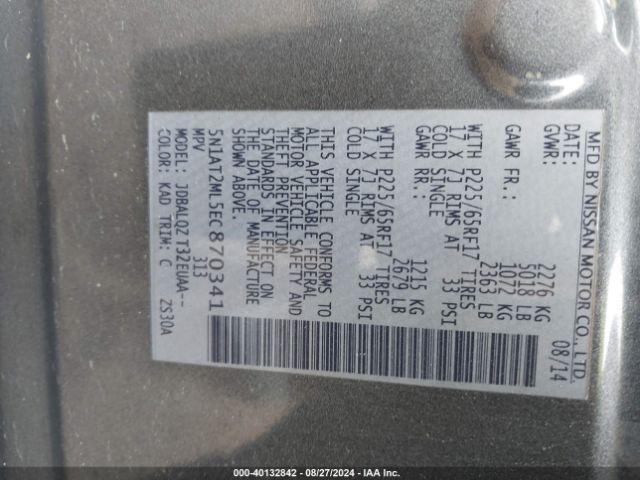 MFD BY NISSAN MOTOR CO., LTD.
DATE: 08/14
GVWR: 2276 KG
5018 LB
GAWR FR.: 1072 KG
2363 LB
WITH P225/65RF17 TIRES
17 X 7J RIMS AT 33 PSI
COLD SINGLE
GAWR RR.: 1215 KG
2679 LB
WITH P225/65RF17 TIRES
17 X 7J RIMS AT 33 PSI
COLD SINGLE
THIS VEHICLE CONFORMS TO
ALL APPLICABLE FEDERAL
MOTOR VEHICLE SAFETY AND
THEFT PREVENTION
STANDARDS IN EFFECT ON
THE DATE OF MANUFACTURE
SHOWN ABOVE.
5N1AT2ML5EC870341
MPV 313
MODEL: JDBALQZ T32EUAA--
COLOR: KAD TRIM: C ZS30A
000-40132842 - 08/27/2024 - IAA Inc.